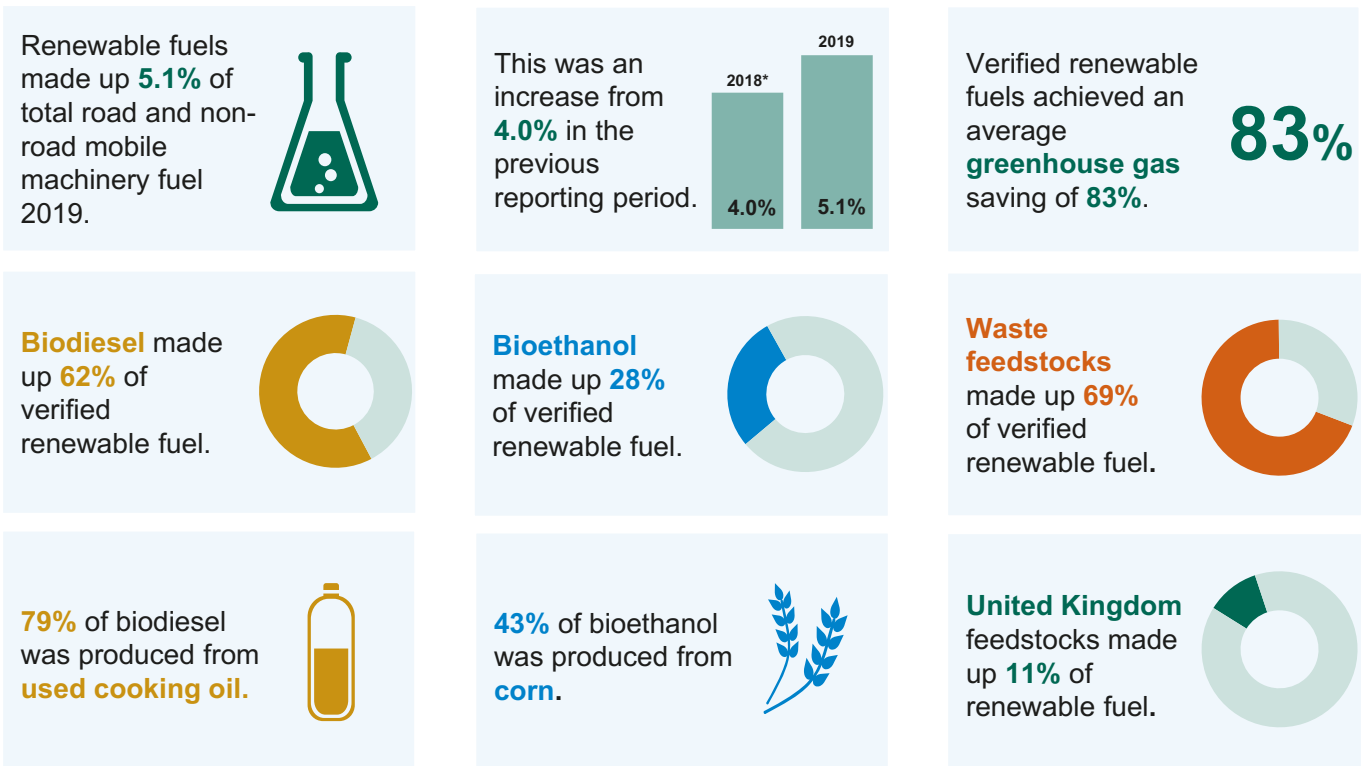 Renewable fuels
made up 5.1% of
total road and non-
road mobile
machinery fuel
2019.
This was an
increase from
4.0% in the
previous
reporting period.
2018*
2019
4.0%
5.1%
Verified renewable
fuels achieved an
average
greenhouse gas
saving of 83%.
83%
Biodiesel made
up 62% of
verified
renewable fuel.
Bioethanol
made up 28%
of verified
renewable fuel.
Waste
feedstocks
made up 69%
of verified
renewable fuel.
79% of biodiesel
was produced from
used cooking oil.
43% of bioethanol
was produced from
corn.
United Kingdom
feedstocks made
up 11% of
renewable fuel.